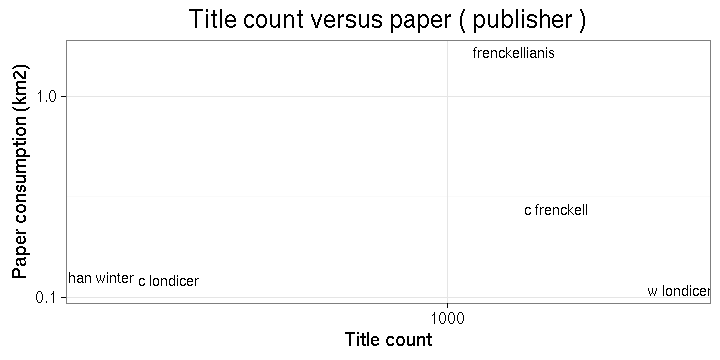 Title count versus paper ( publisher )
Paper consumption (km2)
1.0
0.1
frenckellianis
c frenckell
han winter
c londicer
w londicer
1000
Title count